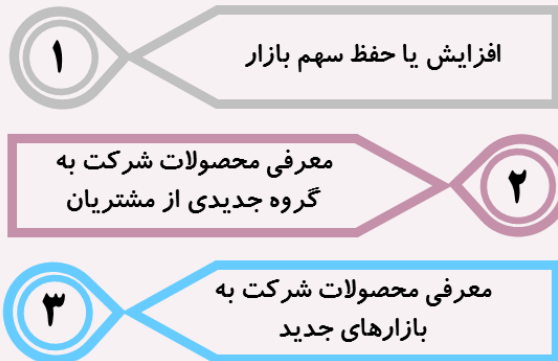 ۱
افزایش یا حفظ سهم بازار
۲
معرفی محصولات شرکت به
گروه جدیدی از مشتریان
۳
معرفی محصولات شرکت به
بازارهای جدید